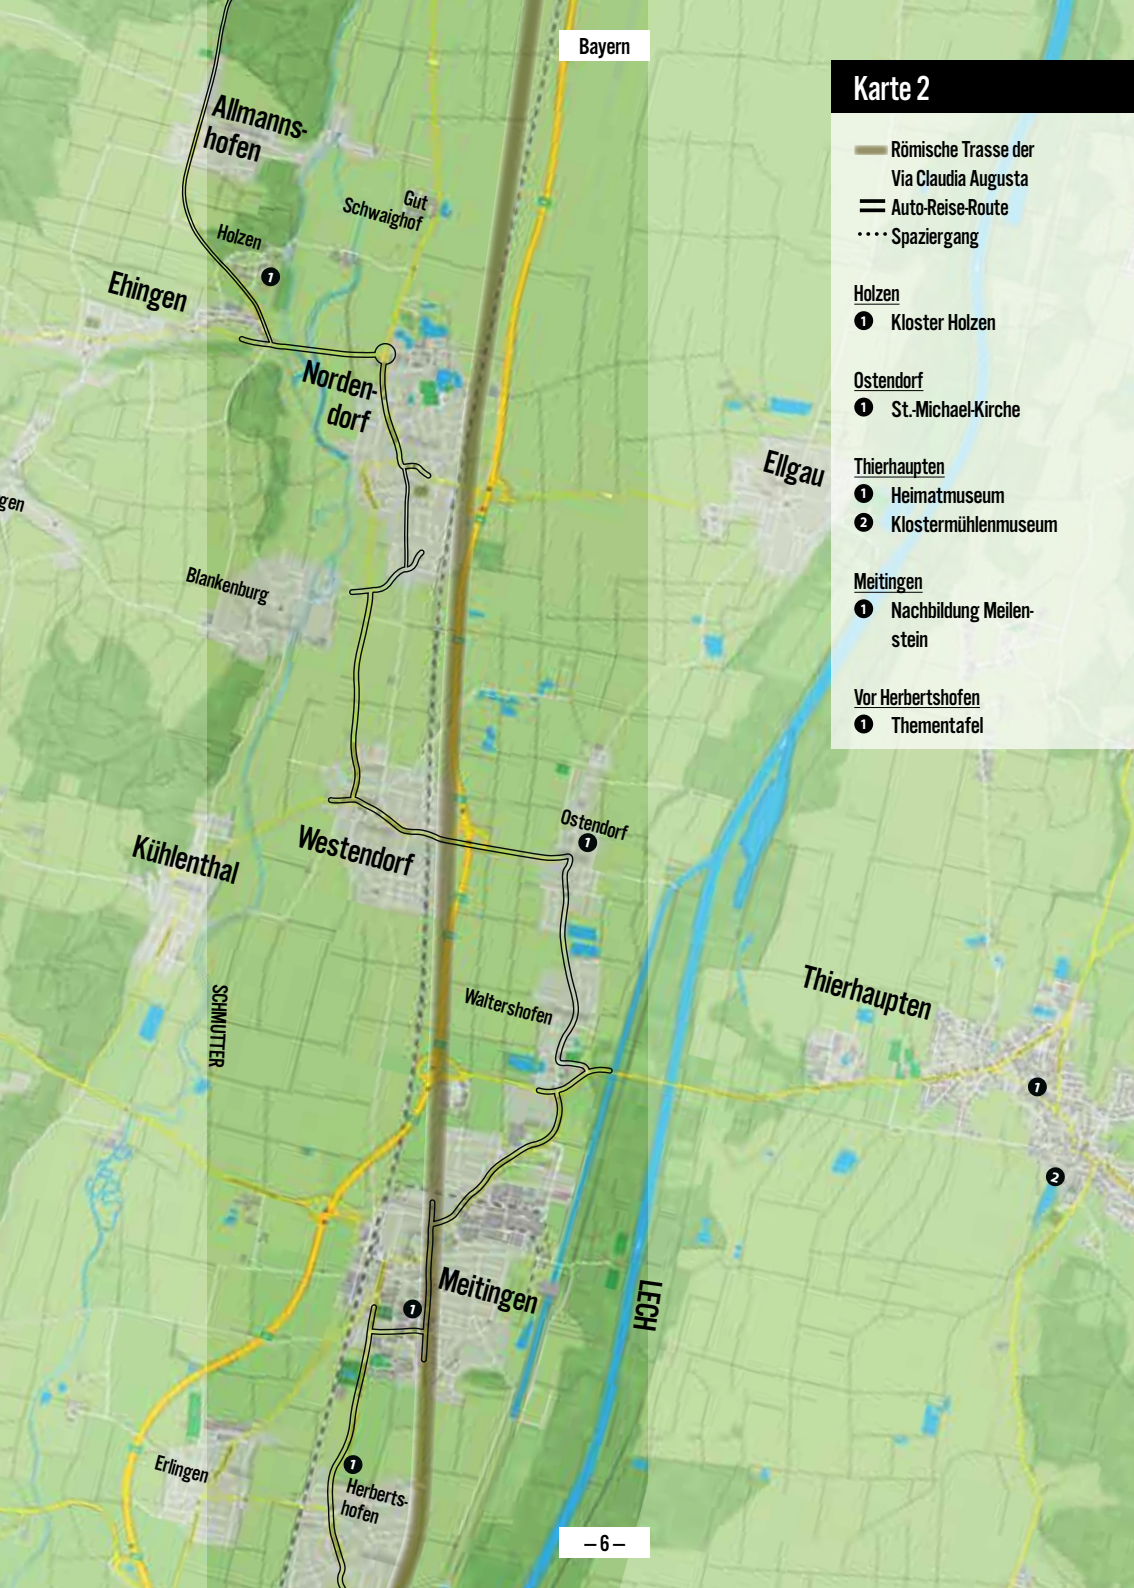 Bayern
Karte 2
Römische Trasse der
Via Claudia Augusta
Auto-Reise-Route
Spaziergang
Holzen
1 Kloster Holzen
Ostendorf
1 St.-Michael-Kirche
Thierhaupten
1 Heimatmuseum
2 Klostermühlenmuseum
Meitingen
1 Nachbildung Meilen-
stein
Vor Herbertshofen
1 Thementafel
Allmanns-
hofen
Gut
Schwaighof
Holzen
1
Ehingen
Norden-
dorf
Ellgau
gen
Blankenburg
Ostendorf
1
Westendorf
Kühlenthal
Thierhaupten
SCHMUTTER
Waltershofen
1
2
Meitingen
1
LECH
Erlingen
1
Herberts-
hofen
– 6 –